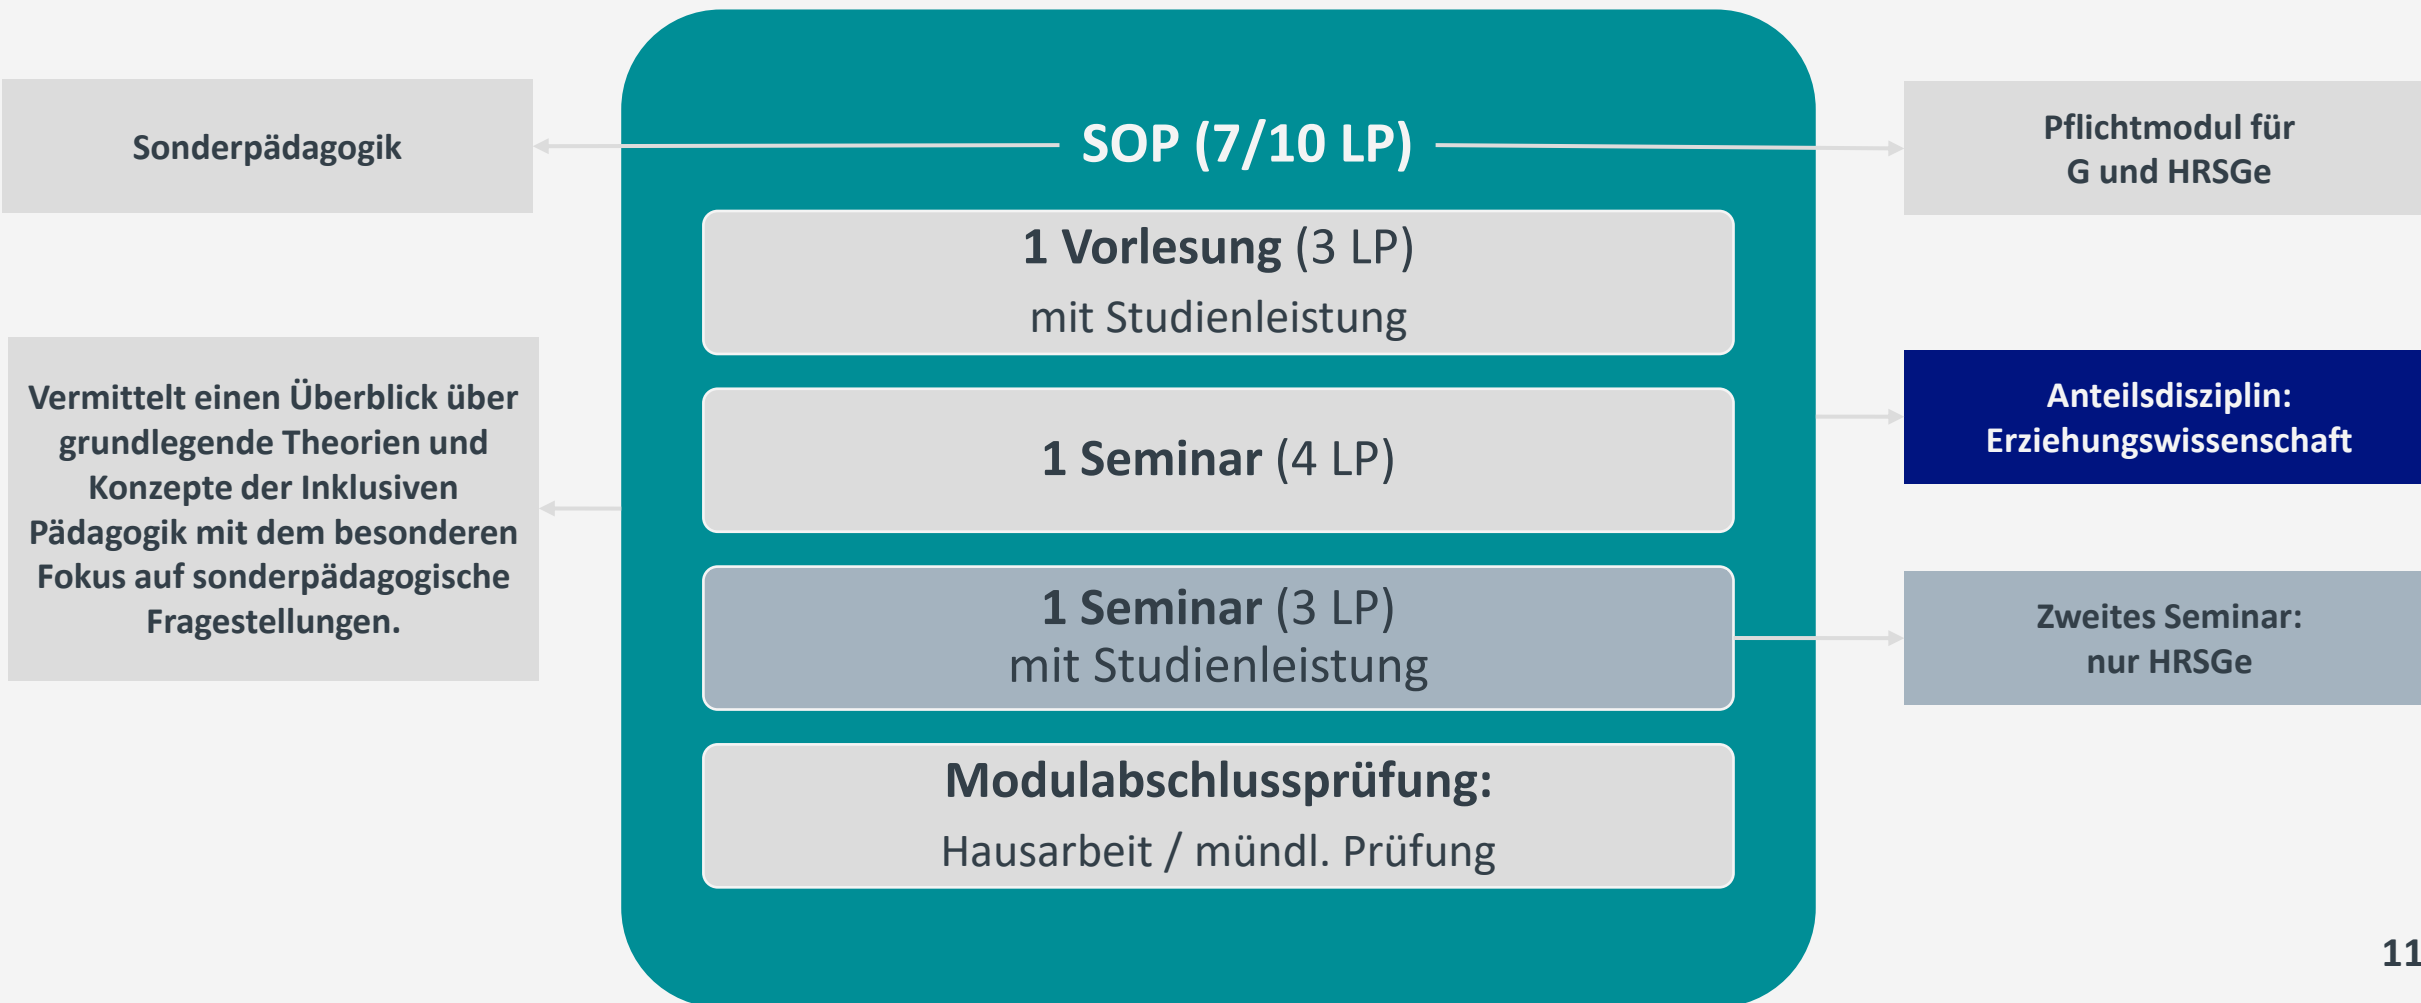 Sonderpädagogik
Vermittelt einen Überblick über
grundlegende Theorien und
Konzepte der Inklusiven
Pädagogik mit dem besonderen
Fokus auf sonderpädagogische
Fragestellungen.
SOP (7/10 LP)
1 Vorlesung (3 LP)
mit Studienleistung
1 Seminar (4 LP)
1 Seminar (3 LP)
mit Studienleistung
Modulabschlussprüfung:
Hausarbeit / mündl. Prüfung
Pflichtmodul für
G und HRSGe
Anteilsdisziplin:
Erziehungswissenschaft
Zweites Seminar:
nur HRSGe
11